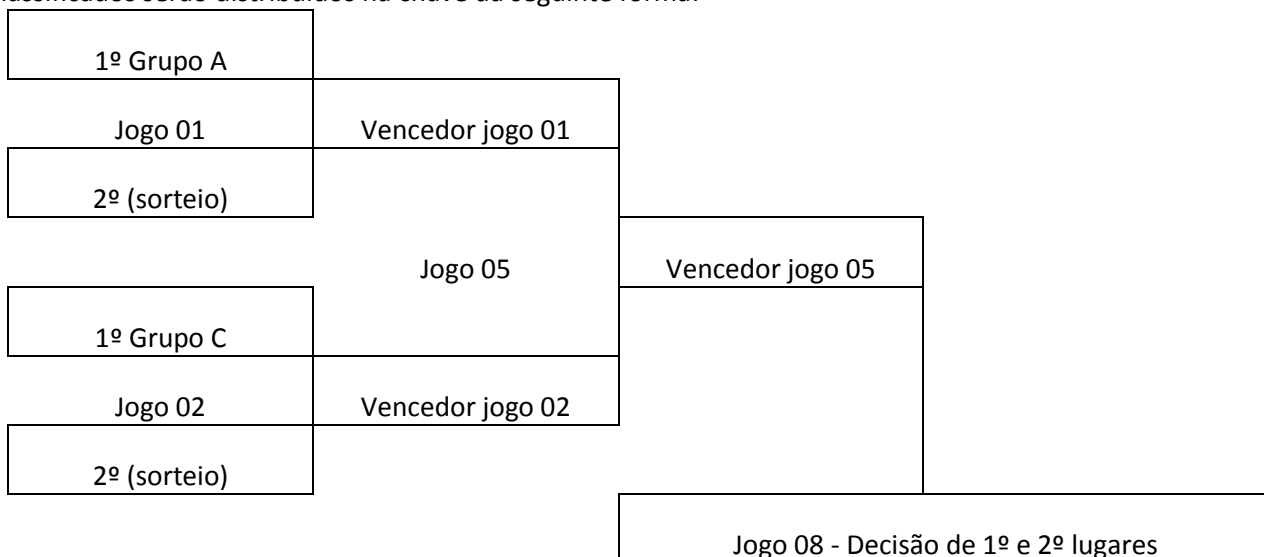 1º Grupo A
Jogo 01
Vencedor jogo 01
2º (sorteio)
Jogo 05
Vencedor jogo 05
1º Grupo C
Jogo 02
Vencedor jogo 02
2º (sorteio)
Jogo 08 - Decisão de 1º e 2º lugares